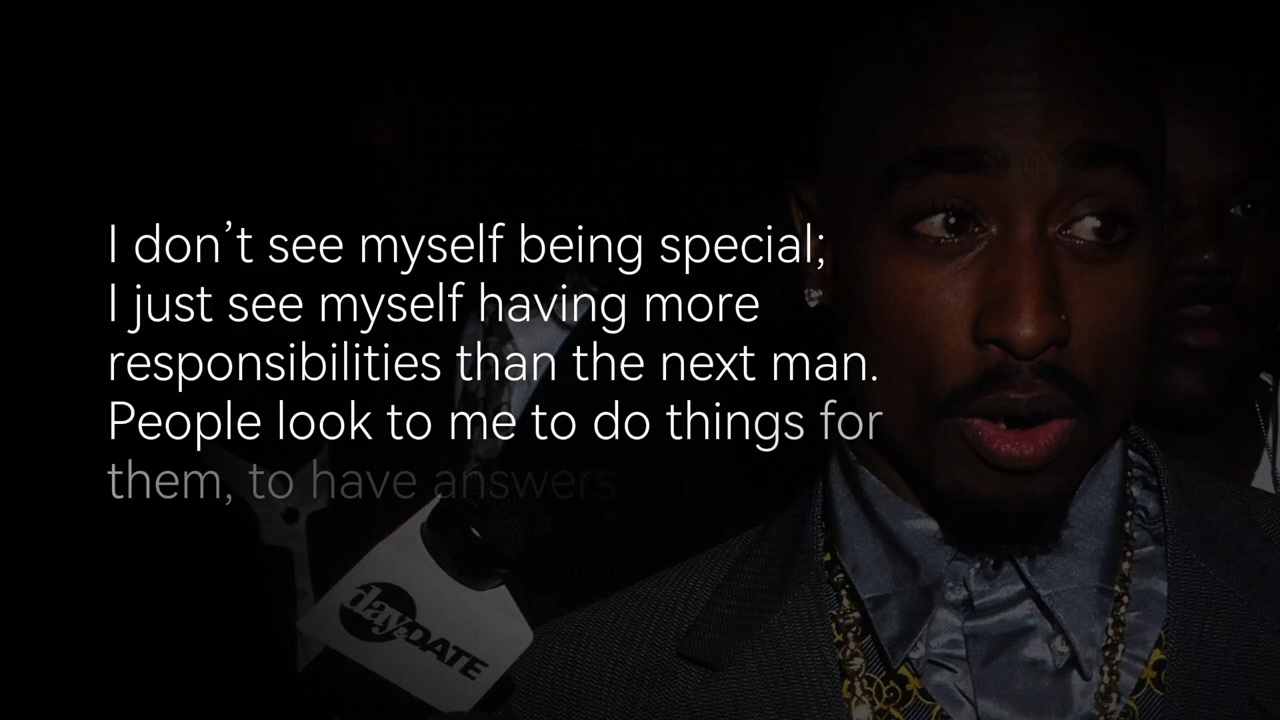 I don’t see myself being special;
I just see myself having more
responsibilities than the next man.
People look to me to do things for
them, to have answers
day&DATE